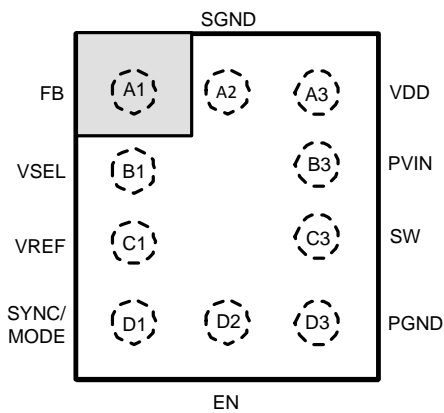 SGND
FB A1 A2 A3 VDD
VSEL B1 B3 PVIN
VREF C1 C3 SW
SYNC/
MODE D1 D2 D3 PGND
EN